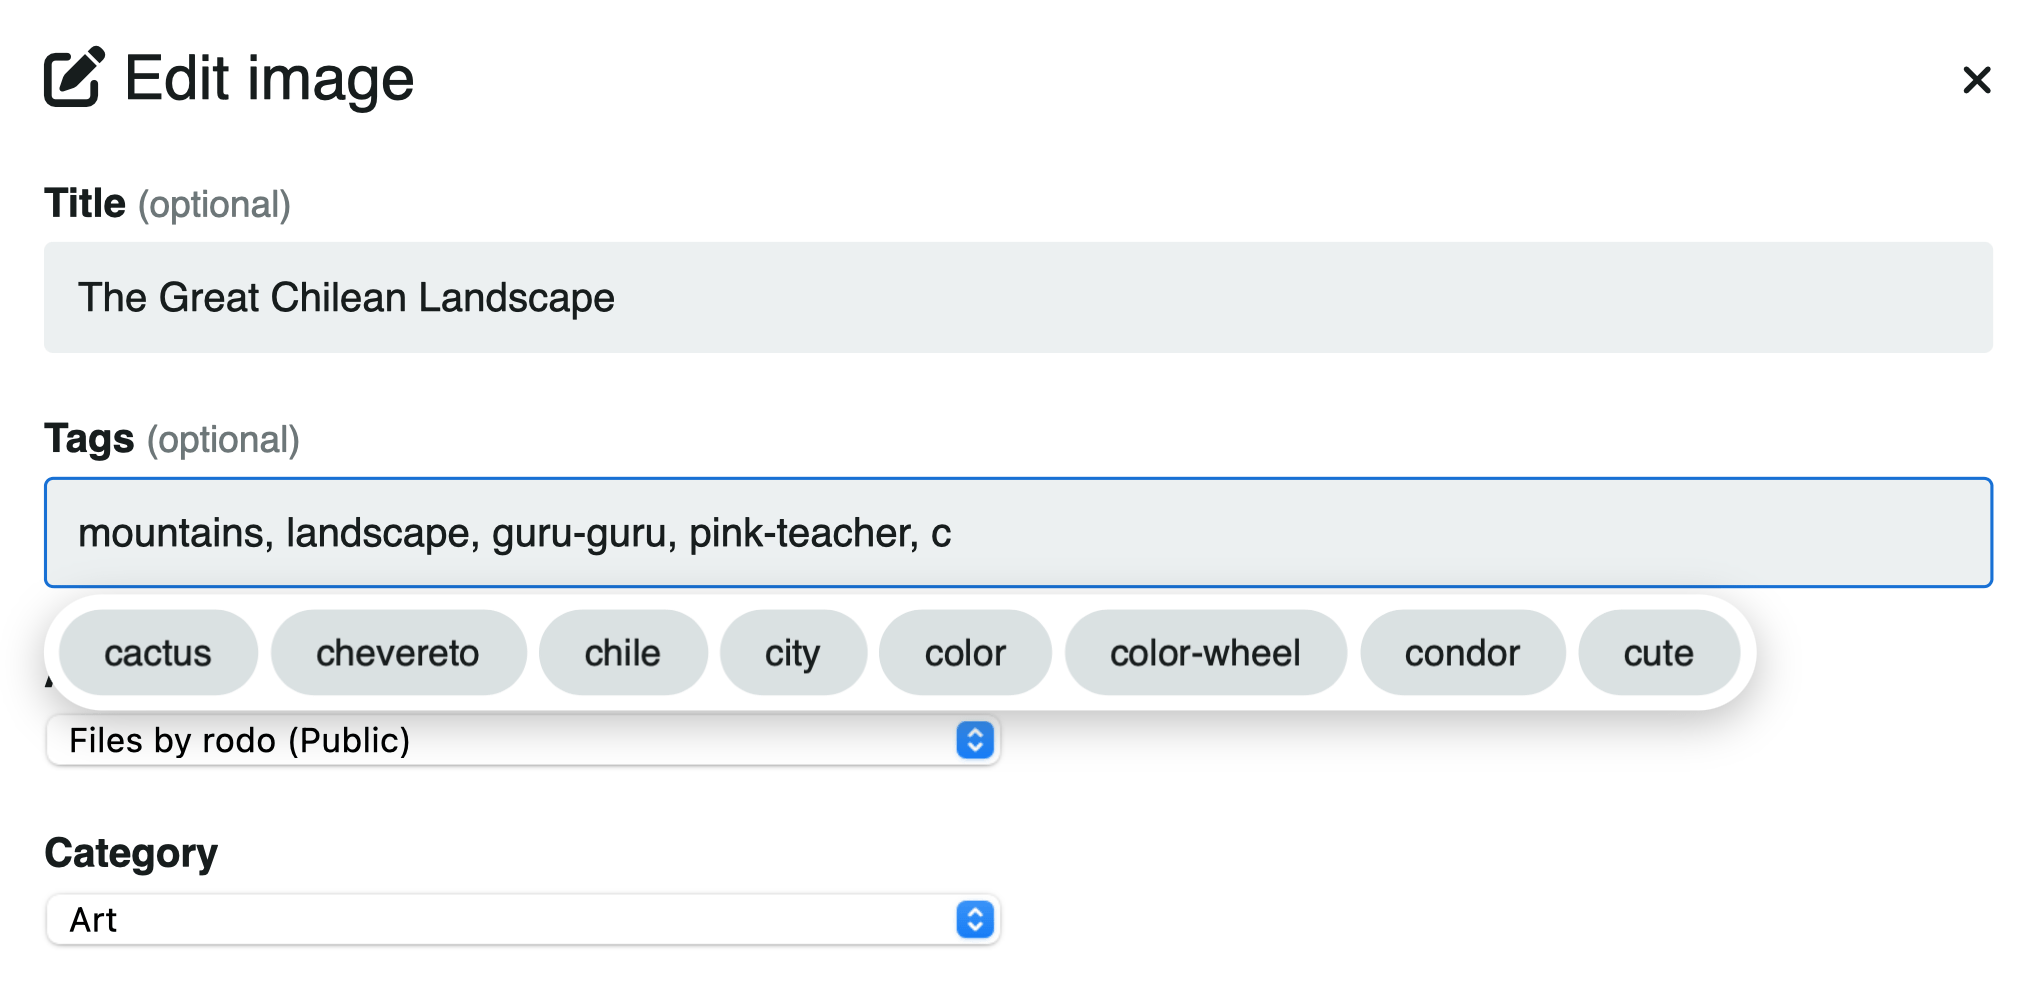 Edit image
Title (optional)
The Great Chilean Landscape
Tags (optional)
mountains, landscape, guru-guru, pink-teacher, c
cactus chevereto chile city color color-wheel condor cute
Files by rodo (Public)
Category
Art